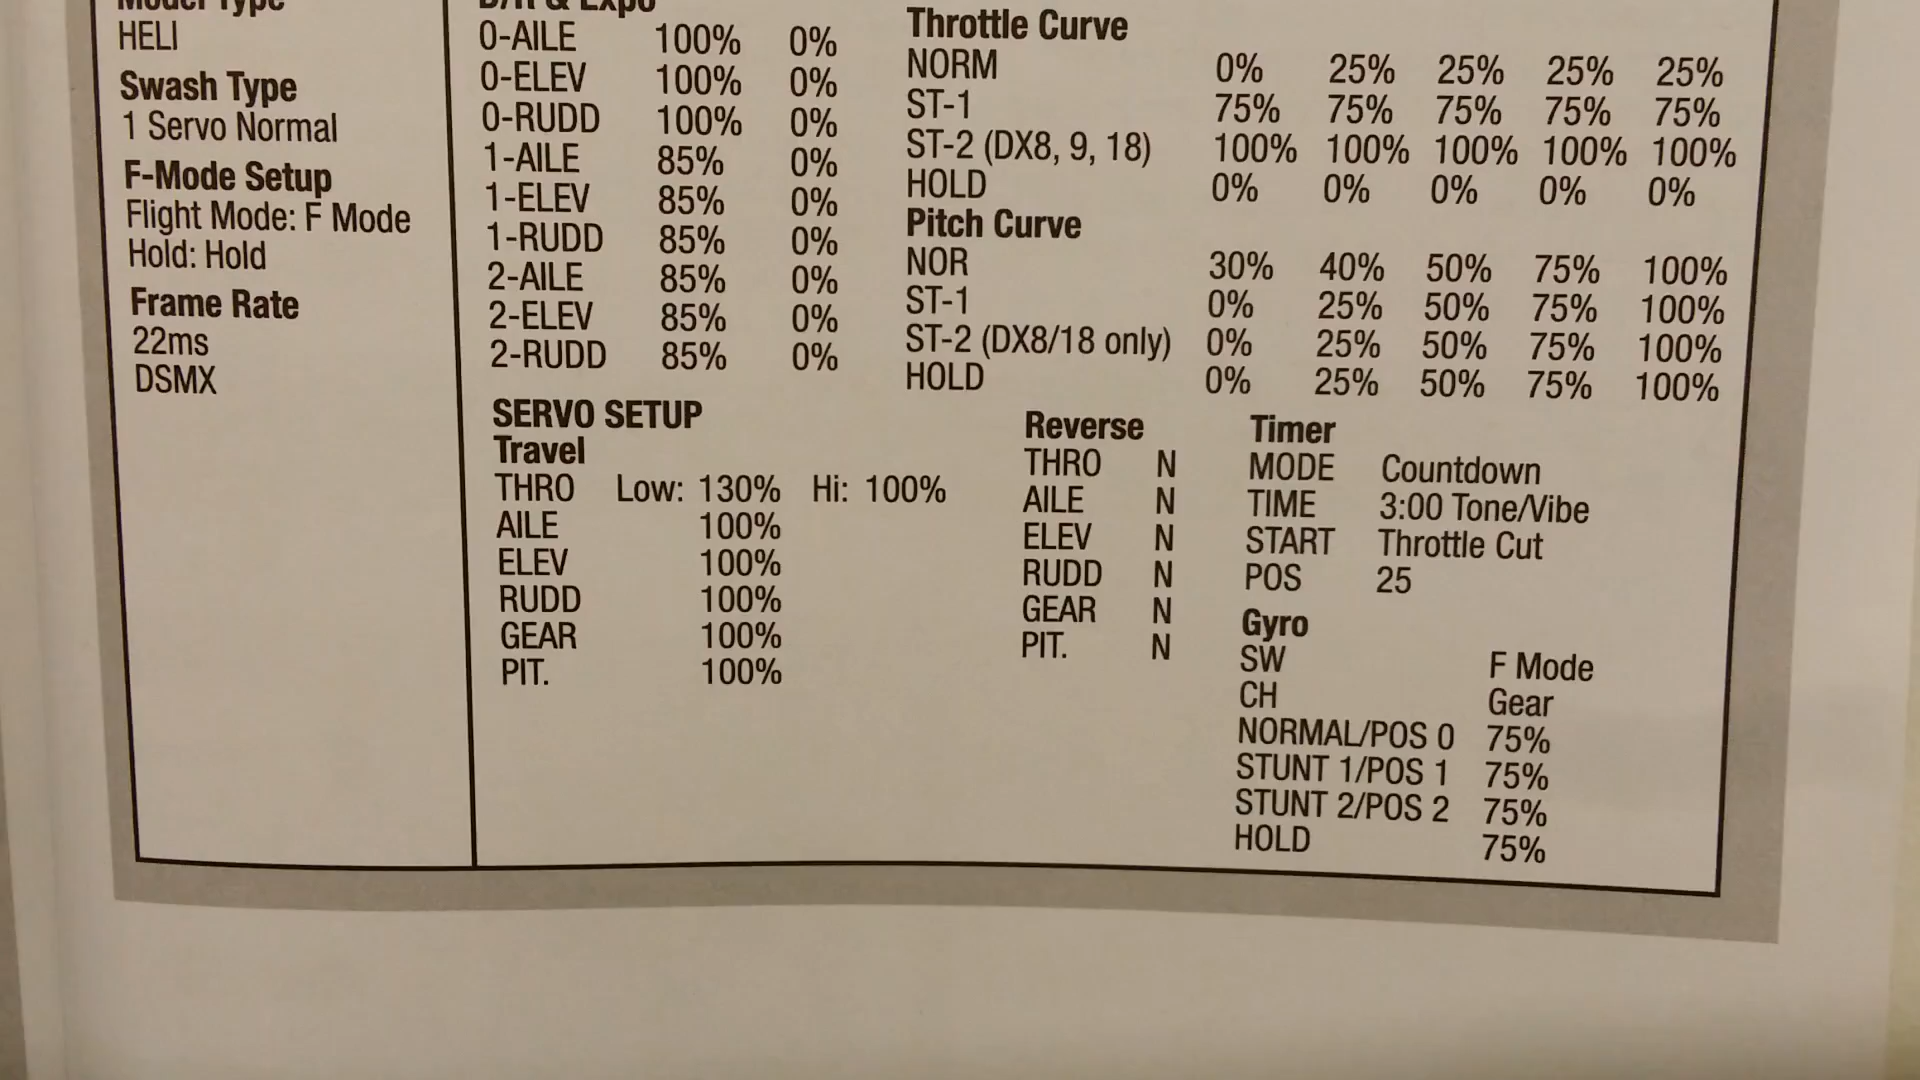 Model Type
HELI
Swash Type
1 Servo Normal
F-Mode Setup
Flight Mode: F Mode
Hold: Hold
Frame Rate
22ms
DSMX
D/R & Expo
0-AILE 100% 0%
0-ELEV 100% 0%
0-RUDD 100% 0%
1-AILE 85% 0%
1-ELEV 85% 0%
1-RUDD 85% 0%
2-AILE 85% 0%
2-ELEV 85% 0%
2-RUDD 85% 0%
Throttle Curve
NORM 0% 25% 25% 25% 25%
ST-1 75% 75% 75% 75% 75%
ST-2 (DX8, 9, 18) 100% 100% 100% 100% 100%
HOLD 0% 0% 0% 0% 0%
Pitch Curve
NOR 30% 40% 50% 75% 100%
ST-1 0% 25% 50% 75% 100%
ST-2 (DX8/18 only) 0% 25% 50% 75% 100%
HOLD 0% 25% 50% 75% 100%
SERVO SETUP
Travel
THRO Low: 130% Hi: 100%
AILE 100%
ELEV 100%
RUDD 100%
GEAR 100%
PIT. 100%
Reverse
THRO N
AILE N
ELEV N
RUDD N
GEAR N
PIT. N
Timer
MODE Countdown
TIME 3:00 Tone/Vibe
START Throttle Cut
POS 25
Gyro
SW F Mode
CH Gear
NORMAL/POS 0 75%
STUNT 1/POS 1 75%
STUNT 2/POS 2 75%
HOLD 75%